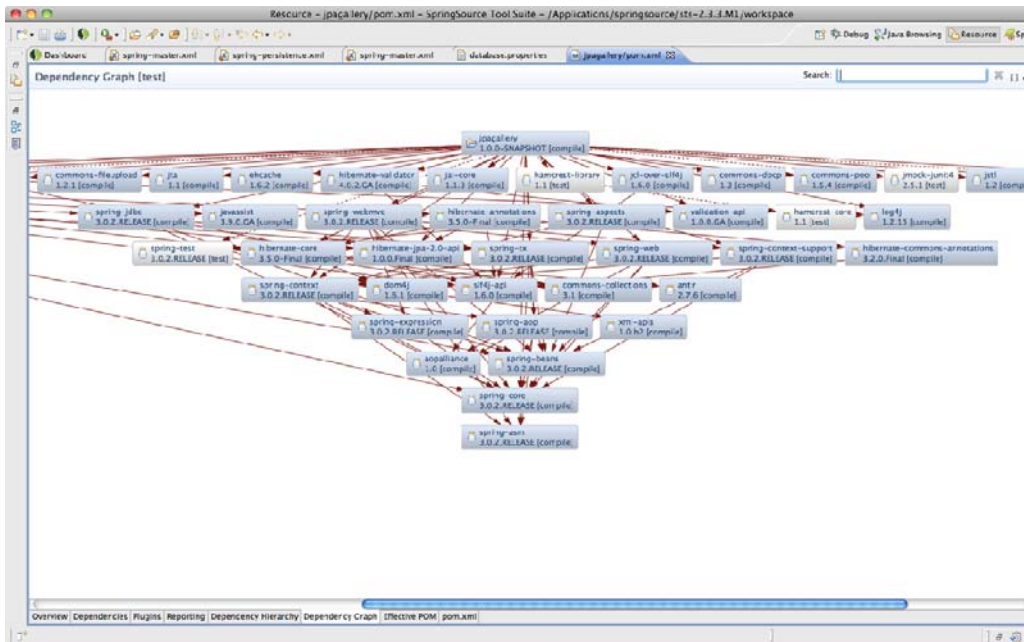 Resource - jpagallery/pom.xml - SpringSource Tool Suite - /Applications/springsource/sts-2.3.3.M1/workspace
Debug Java Browsing Resource Sp
Dashboard spring-master.xml spring-persistence.xml spring-master.xml database.properties jpagallery/pom.xml
Dependency Graph [test] Search:
jpagallery
1.0.0-SNAPSHOT [compile]
commons-fileupload jta ehcache hibernate-validator hamcrest-library jcl-over-slf4j commons-dbcp commons-pool jmock-junit4 jstl
1.2.1 [compile] 1.1 [compile] 1.6.2 [compile] 4.0.2.GA [compile] 1.1.3 [compile] 1.1 [test] 1.6.0 [compile] 1.3 [compile] 1.5.4 [compile] 2.5.1 [test] 1.2 [compi
spring-jdbc javassist spring-webmvc hibernate-annotations spring-aspects validation-api hamcrest-core log4j
3.0.2.RELEASE [compile] 3.9.0.GA [compile] 3.0.2.RELEASE [compile] 3.5.0-Final [compile] 3.0.2.RELEASE [compile] 1.0.0.GA [compile] 1.1 [test] 1.2.15 [compile]
spring-test hibernate-core hibernate-jpa-2.0-api spring-tx spring-web spring-context-support hibernate-commons-annotations
3.0.2.RELEASE [test] 3.5.0-Final [compile] 1.0.0.Final [compile] 3.0.2.RELEASE [compile] 3.0.2.RELEASE [compile] 3.0.2.RELEASE [compile] 3.2.0.Final [compile]
spring-context dom4j slf4j-api commons-collections antlr
3.0.2.RELEASE [compile] 1.5.1 [compile] 1.6.0 [compile] 3.1 [compile] 2.7.6 [compile]
spring-expression spring-aop xml-apis
3.0.2.RELEASE [compile] 3.0.2.RELEASE [compile] 1.0.b2 [compile]
aopalliance spring-beans
1.0 [compile] 3.0.2.RELEASE [compile]
spring-core
3.0.2.RELEASE [compile]
spring-asm
3.0.2.RELEASE [compile]
Overview Dependencies Plugins Reporting Dependency Hierarchy Dependency Graph Effective POM pom.xml